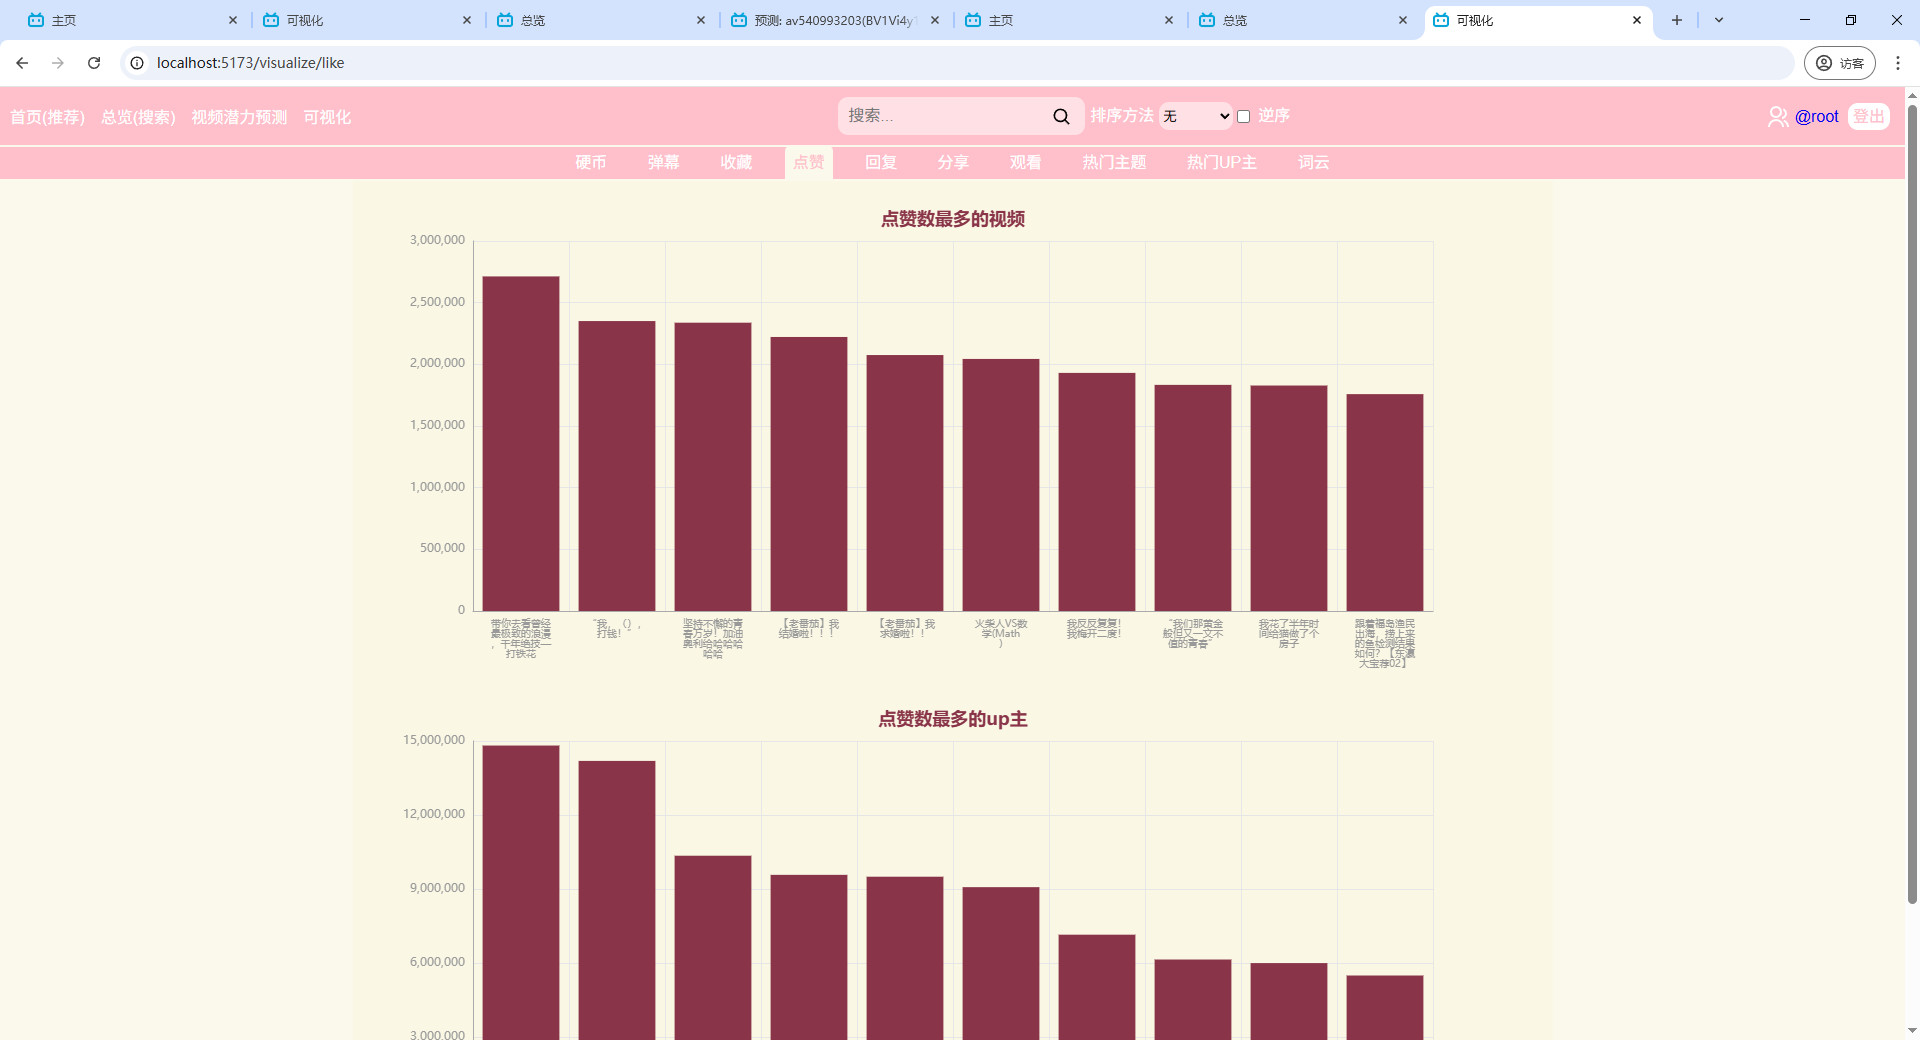 主页
可视化
总览
预测: av540993203(BV1Vi4y
主页
总览
可视化
localhost:5173/visualize/like
访客
首页(推荐) 总览(搜索) 视频潜力预测 可视化
搜索...
排序方法 无 逆序
@root 登出
硬币 弹幕 收藏 点赞 回复 分享 观看 热门主题 热门UP主 词云
点赞数最多的视频
3,000,000
2,500,000
2,000,000
1,500,000
1,000,000
500,000
0
带你去看曾经
最极致的浪漫
，千年绝技—
打铁花
“我，（），
打钱！”
坚持不懈的青
春万岁！加油
奥利给哈哈哈
哈哈
【老番茄】我
结婚啦！！！
【老番茄】我
求婚啦！！
火柴人VS数
学(Math
)
我反反复复！
我梅开二度！
“我们那黄金
般但又一文不
值的青春”
我花了半年时
间给猫做了个
房子
跟着福岛渔民
出海，捞上来
的鱼检测结果
如何？【东瀛
大宝荐02】
点赞数最多的up主
15,000,000
12,000,000
9,000,000
6,000,000
3,000,000